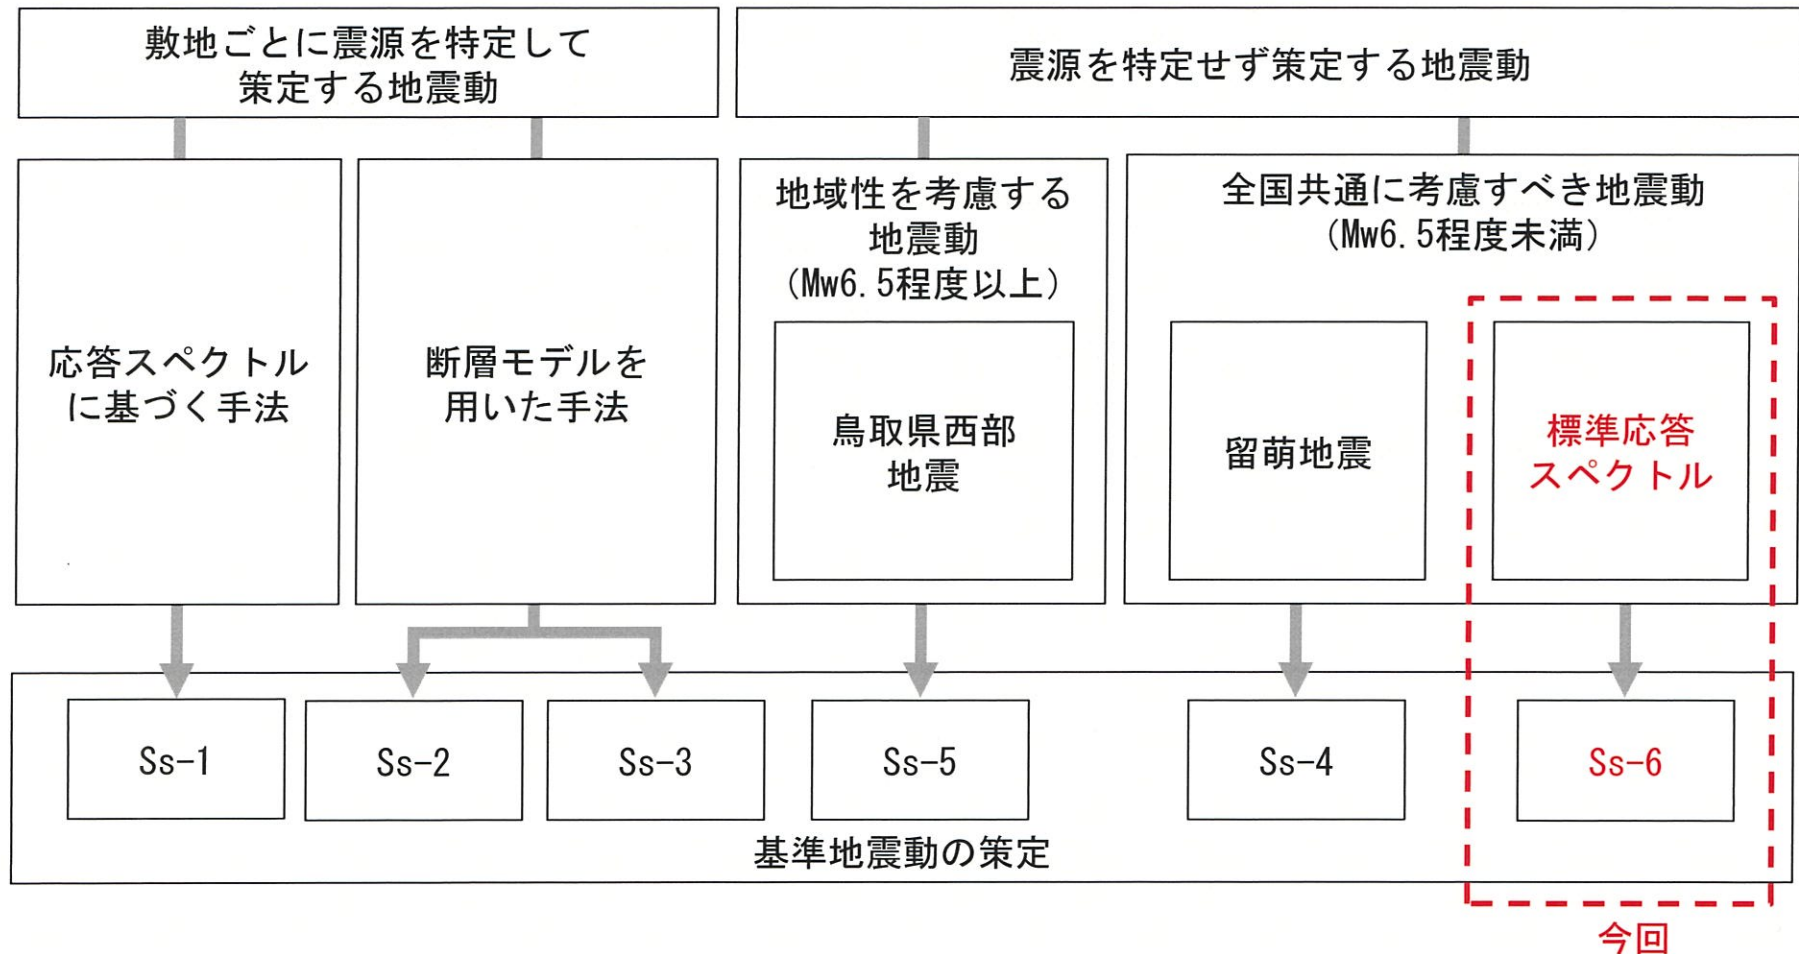 敷地ごとに震源を特定して
策定する地震動
震源を特定せず策定する地震動
応答スペクトル
に基づく手法
断層モデルを
用いた手法
地域性を考慮する
地震動
(Mw6.5程度以上)
鳥取県西部
地震
全国共通に考慮すべき地震動
(Mw6.5程度未満)
留萌地震
標準応答
スペクトル
Ss-1
Ss-2
Ss-3
Ss-5
Ss-4
Ss-6
基準地震動の策定
今回